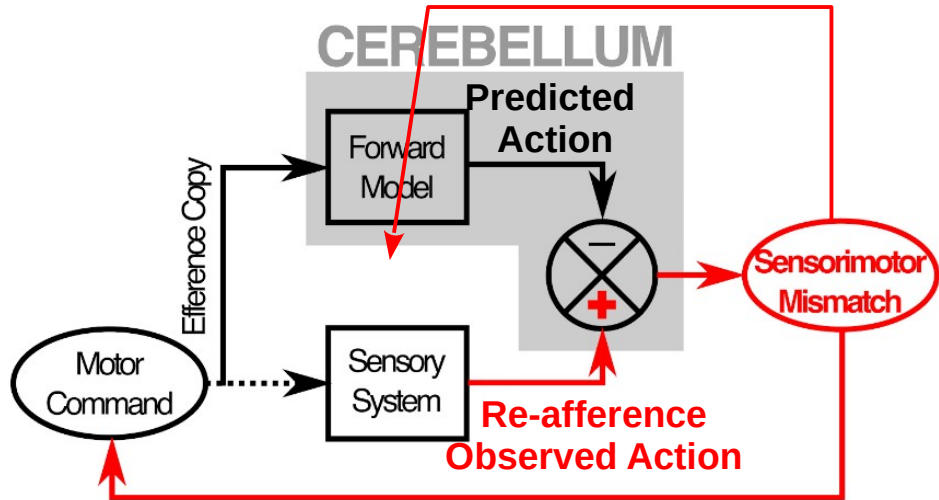 CEREBELLUM
Predicted
Action
Forward
Model
Efference Copy
−
+
Sensorimotor
Mismatch
Motor
Command
Sensory
System
Re-afference
Observed Action